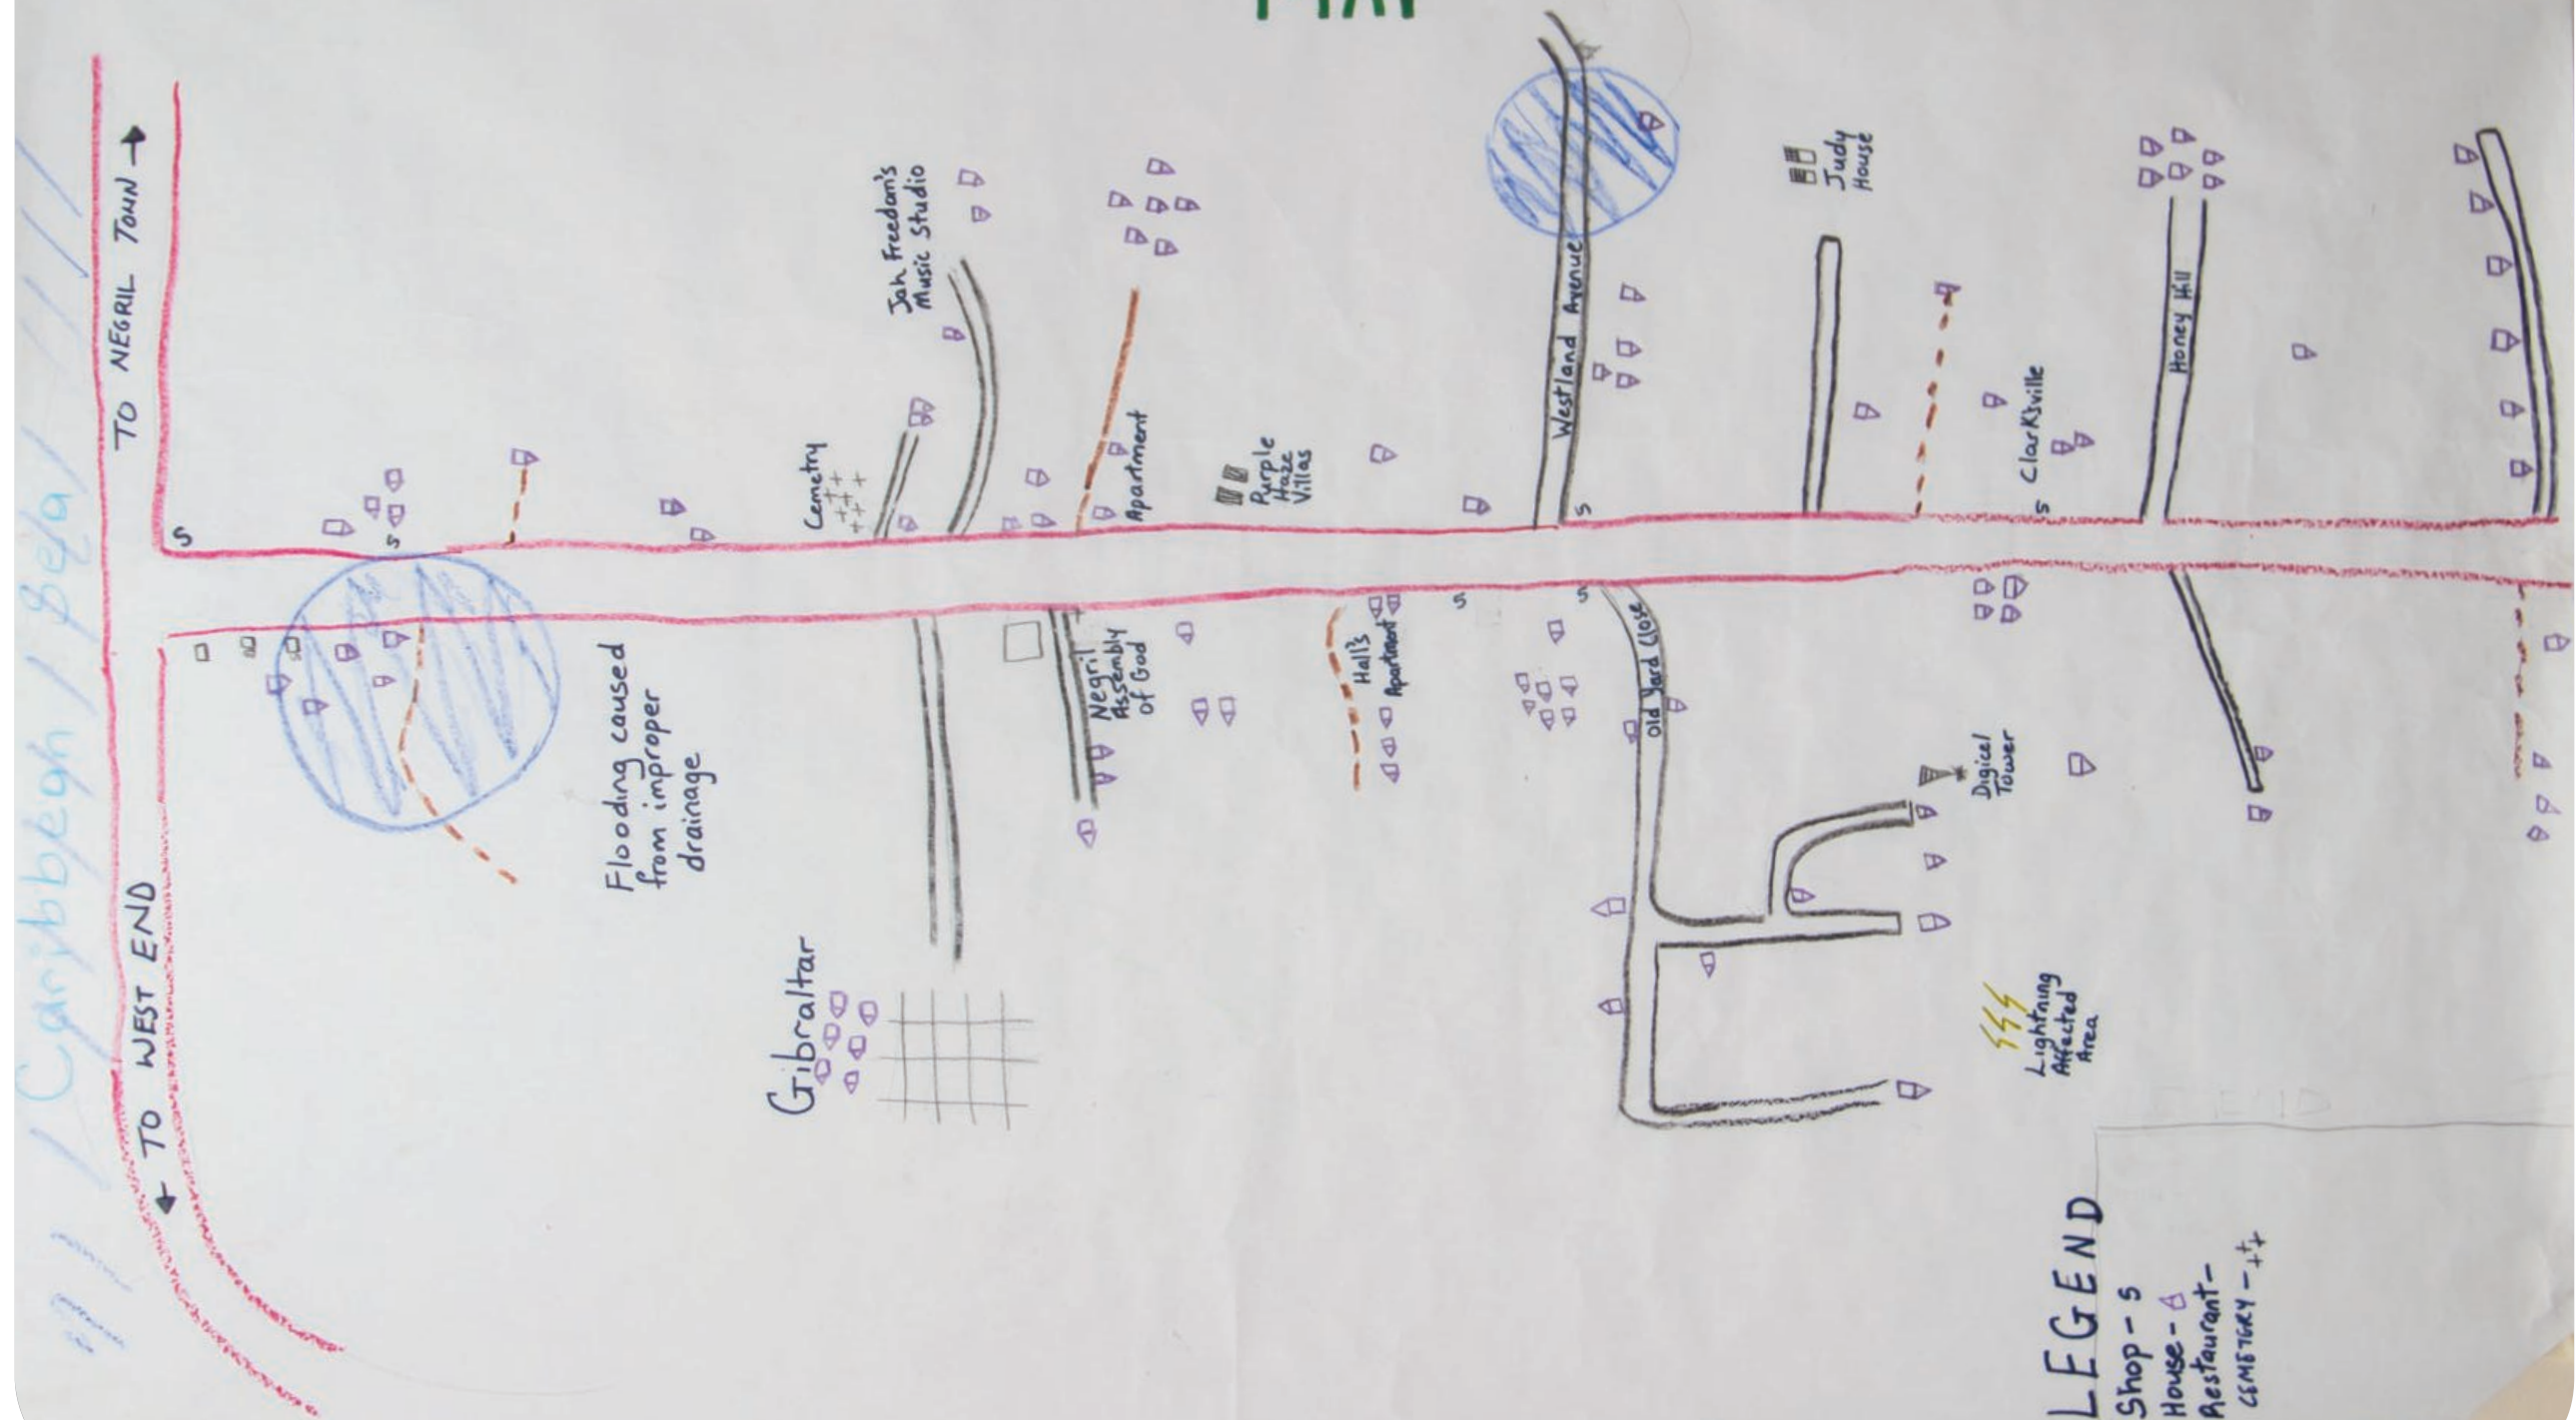 MAP
Caribbean Sea
TO NEGRIL TOWN →
← TO WEST END
S
S
Flooding caused
from improper
drainage
Cemetry
Jah Freedom's
Music Studio
Apartment
Purple
Haze
Villas
Gibraltar
Negril
Assembly
of God
Hall's
Apartment
S
S
S
Westland Avenue
Old Yard Close
Judy
House
S
Clarksville
Honey Hill
Digicel
Tower
Lightning
Affected
Area
LEGEND
Shop - S
House -
Restaurant -
CEMETERY -